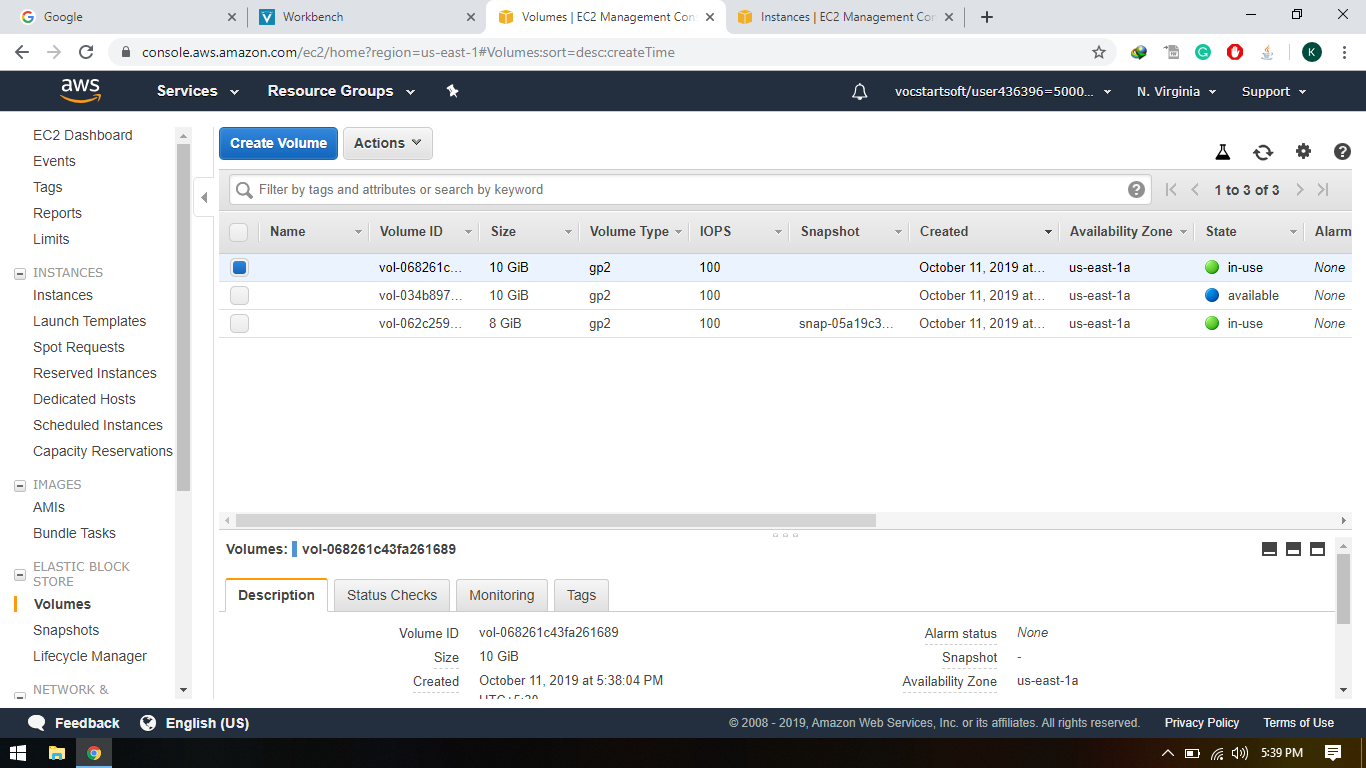 Google
Workbench
Volumes | EC2 Management Con
Instances | EC2 Management Con
console.aws.amazon.com/ec2/home?region=us-east-1#Volumes:sort=desc:createTime
K
aws
Services
Resource Groups
vocstartsoft/user436396=5000...
N. Virginia
Support
EC2 Dashboard
Events
Tags
Reports
Limits
INSTANCES
Instances
Launch Templates
Spot Requests
Reserved Instances
Dedicated Hosts
Scheduled Instances
Capacity Reservations
IMAGES
AMIs
Bundle Tasks
ELASTIC BLOCK
STORE
Volumes
Snapshots
Lifecycle Manager
NETWORK &
Create Volume Actions
Filter by tags and attributes or search by keyword
1 to 3 of 3
Name Volume ID Size Volume Type IOPS Snapshot Created Availability Zone State Alarm
vol-068261c... 10 GiB gp2 100 October 11, 2019 at... us-east-1a in-use None
vol-034b897... 10 GiB gp2 100 October 11, 2019 at... us-east-1a available None
vol-062c259... 8 GiB gp2 100 snap-05a19c3... October 11, 2019 at... us-east-1a in-use None
Volumes: vol-068261c43fa261689
Description Status Checks Monitoring Tags
Volume ID vol-068261c43fa261689 Alarm status None
Size 10 GiB Snapshot -
Created October 11, 2019 at 5:38:04 PM Availability Zone us-east-1a
UTC+5:30
Feedback English (US) © 2008 - 2019, Amazon Web Services, Inc. or its affiliates. All rights reserved. Privacy Policy Terms of Use
5:39 PM